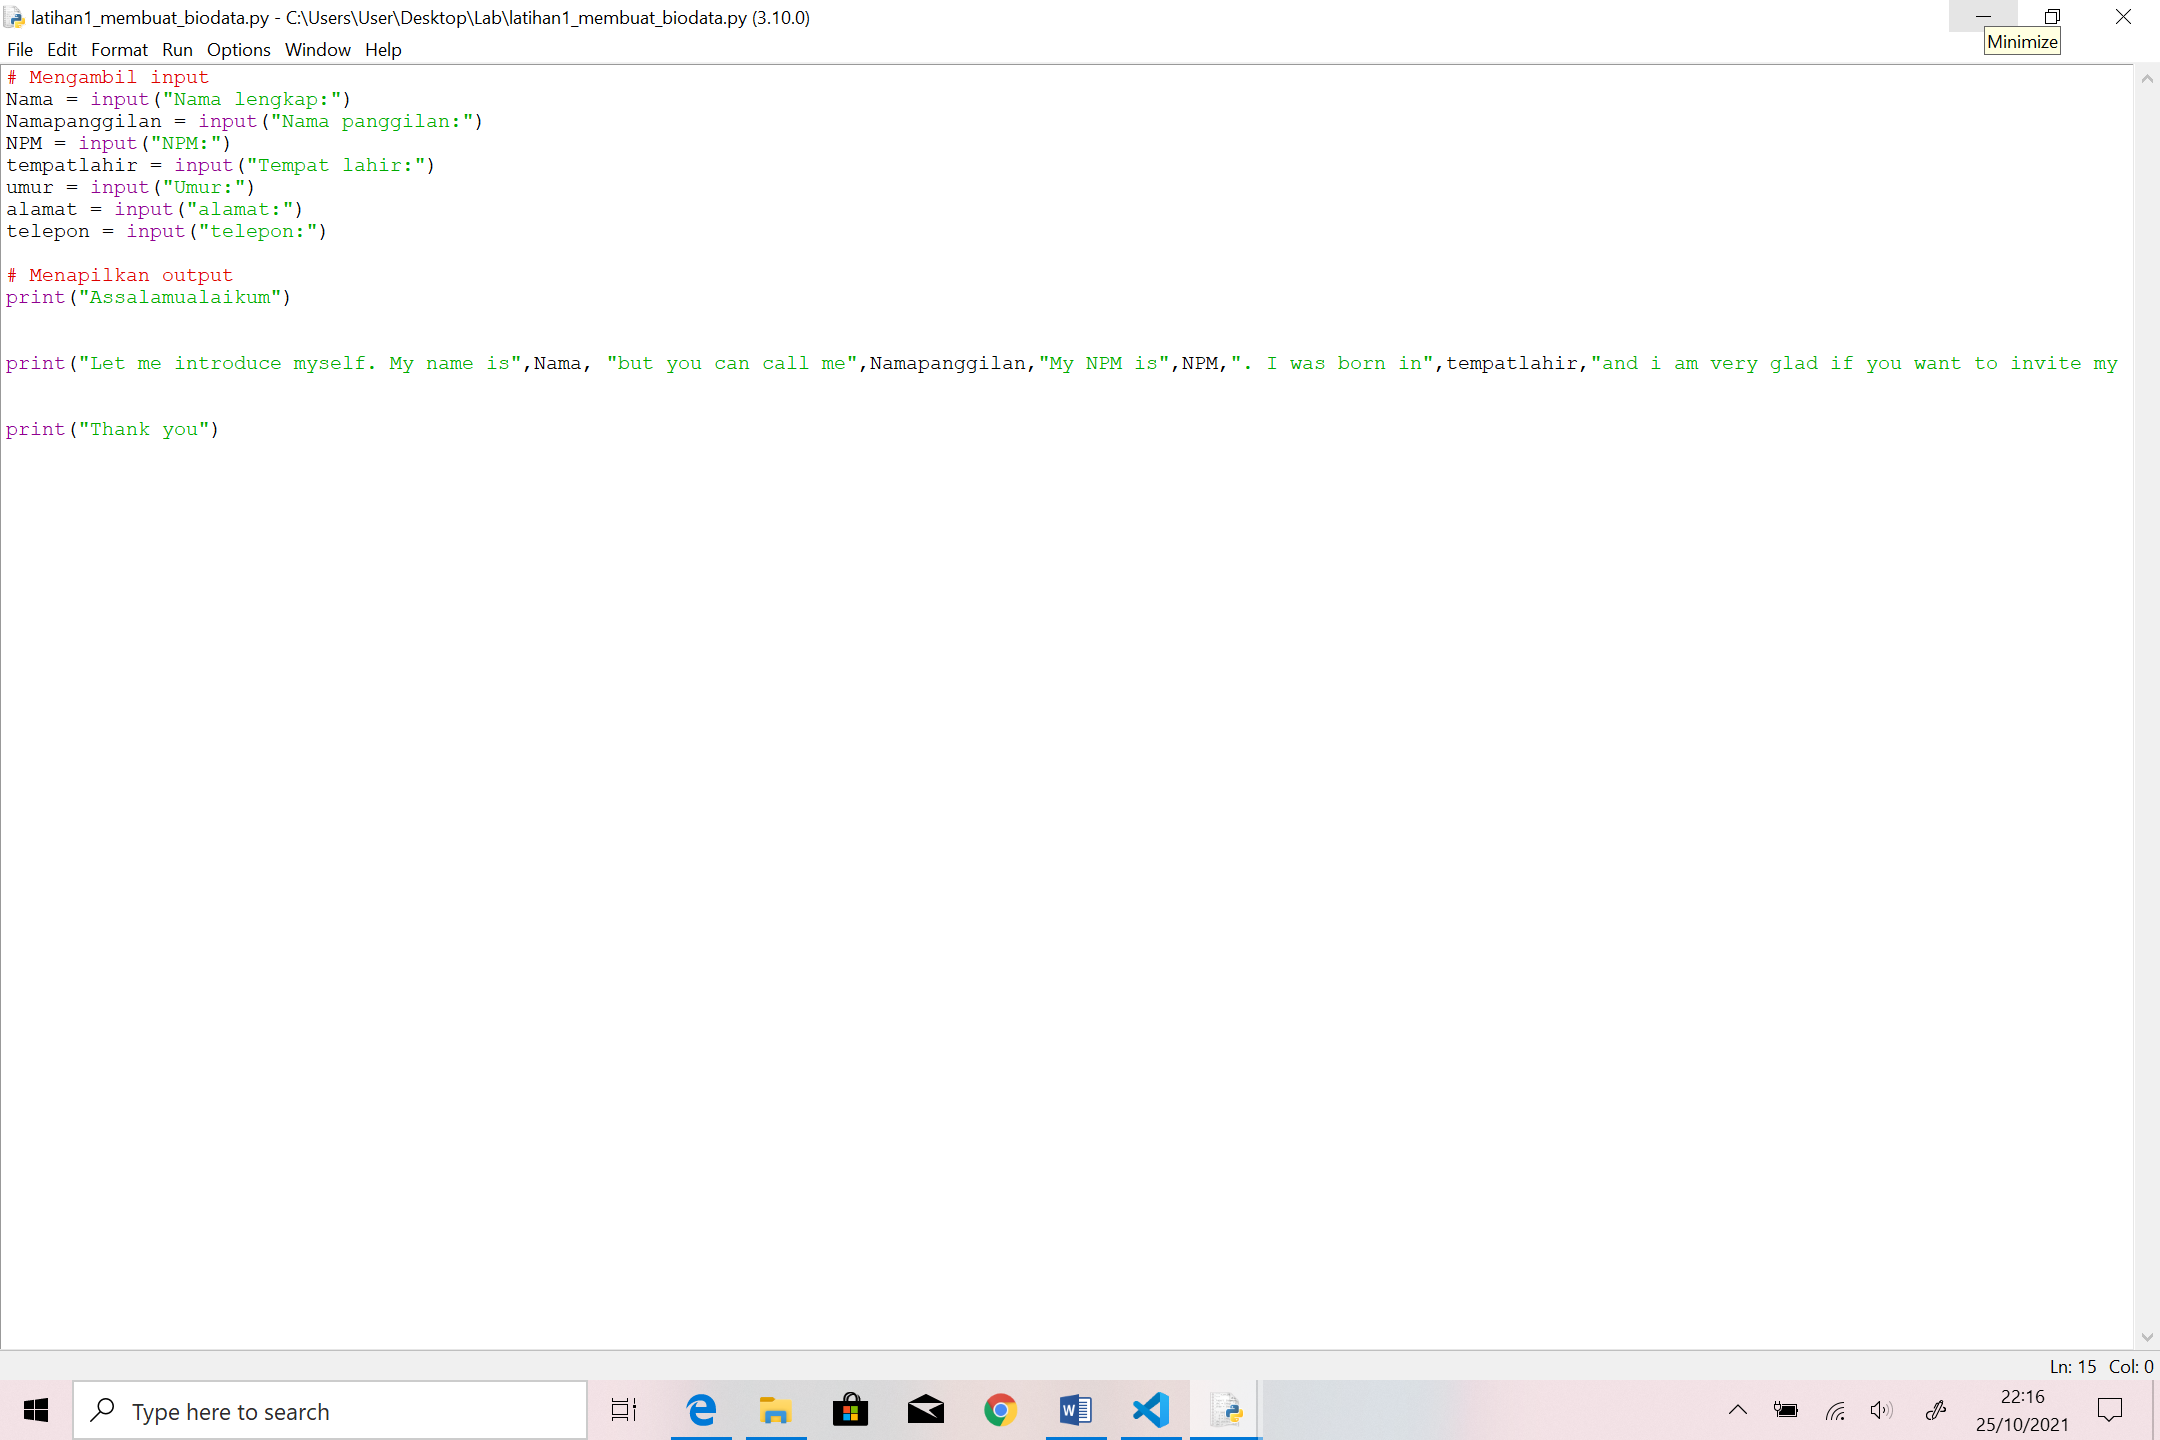 latihan1_membuat_biodata.py - C:\Users\User\Desktop\Lab\latihan1_membuat_biodata.py (3.10.0)
Minimize
File Edit Format Run Options Window Help
# Mengambil input
Nama = input("Nama lengkap:")
Namapanggilan = input("Nama panggilan:")
NPM = input("NPM:")
tempatlahir = input("Tempat lahir:")
umur = input("Umur:")
alamat = input("alamat:")
telepon = input("telepon:")
# Menapilkan output
print("Assalamualaikum")
print("Let me introduce myself. My name is",Nama, "but you can call me",Namapanggilan,"My NPM is",NPM,". I was born in",tempatlahir,"and i am very glad if you want to invite my
print("Thank you")
Ln: 15 Col: 0
Type here to search
22:16
25/10/2021